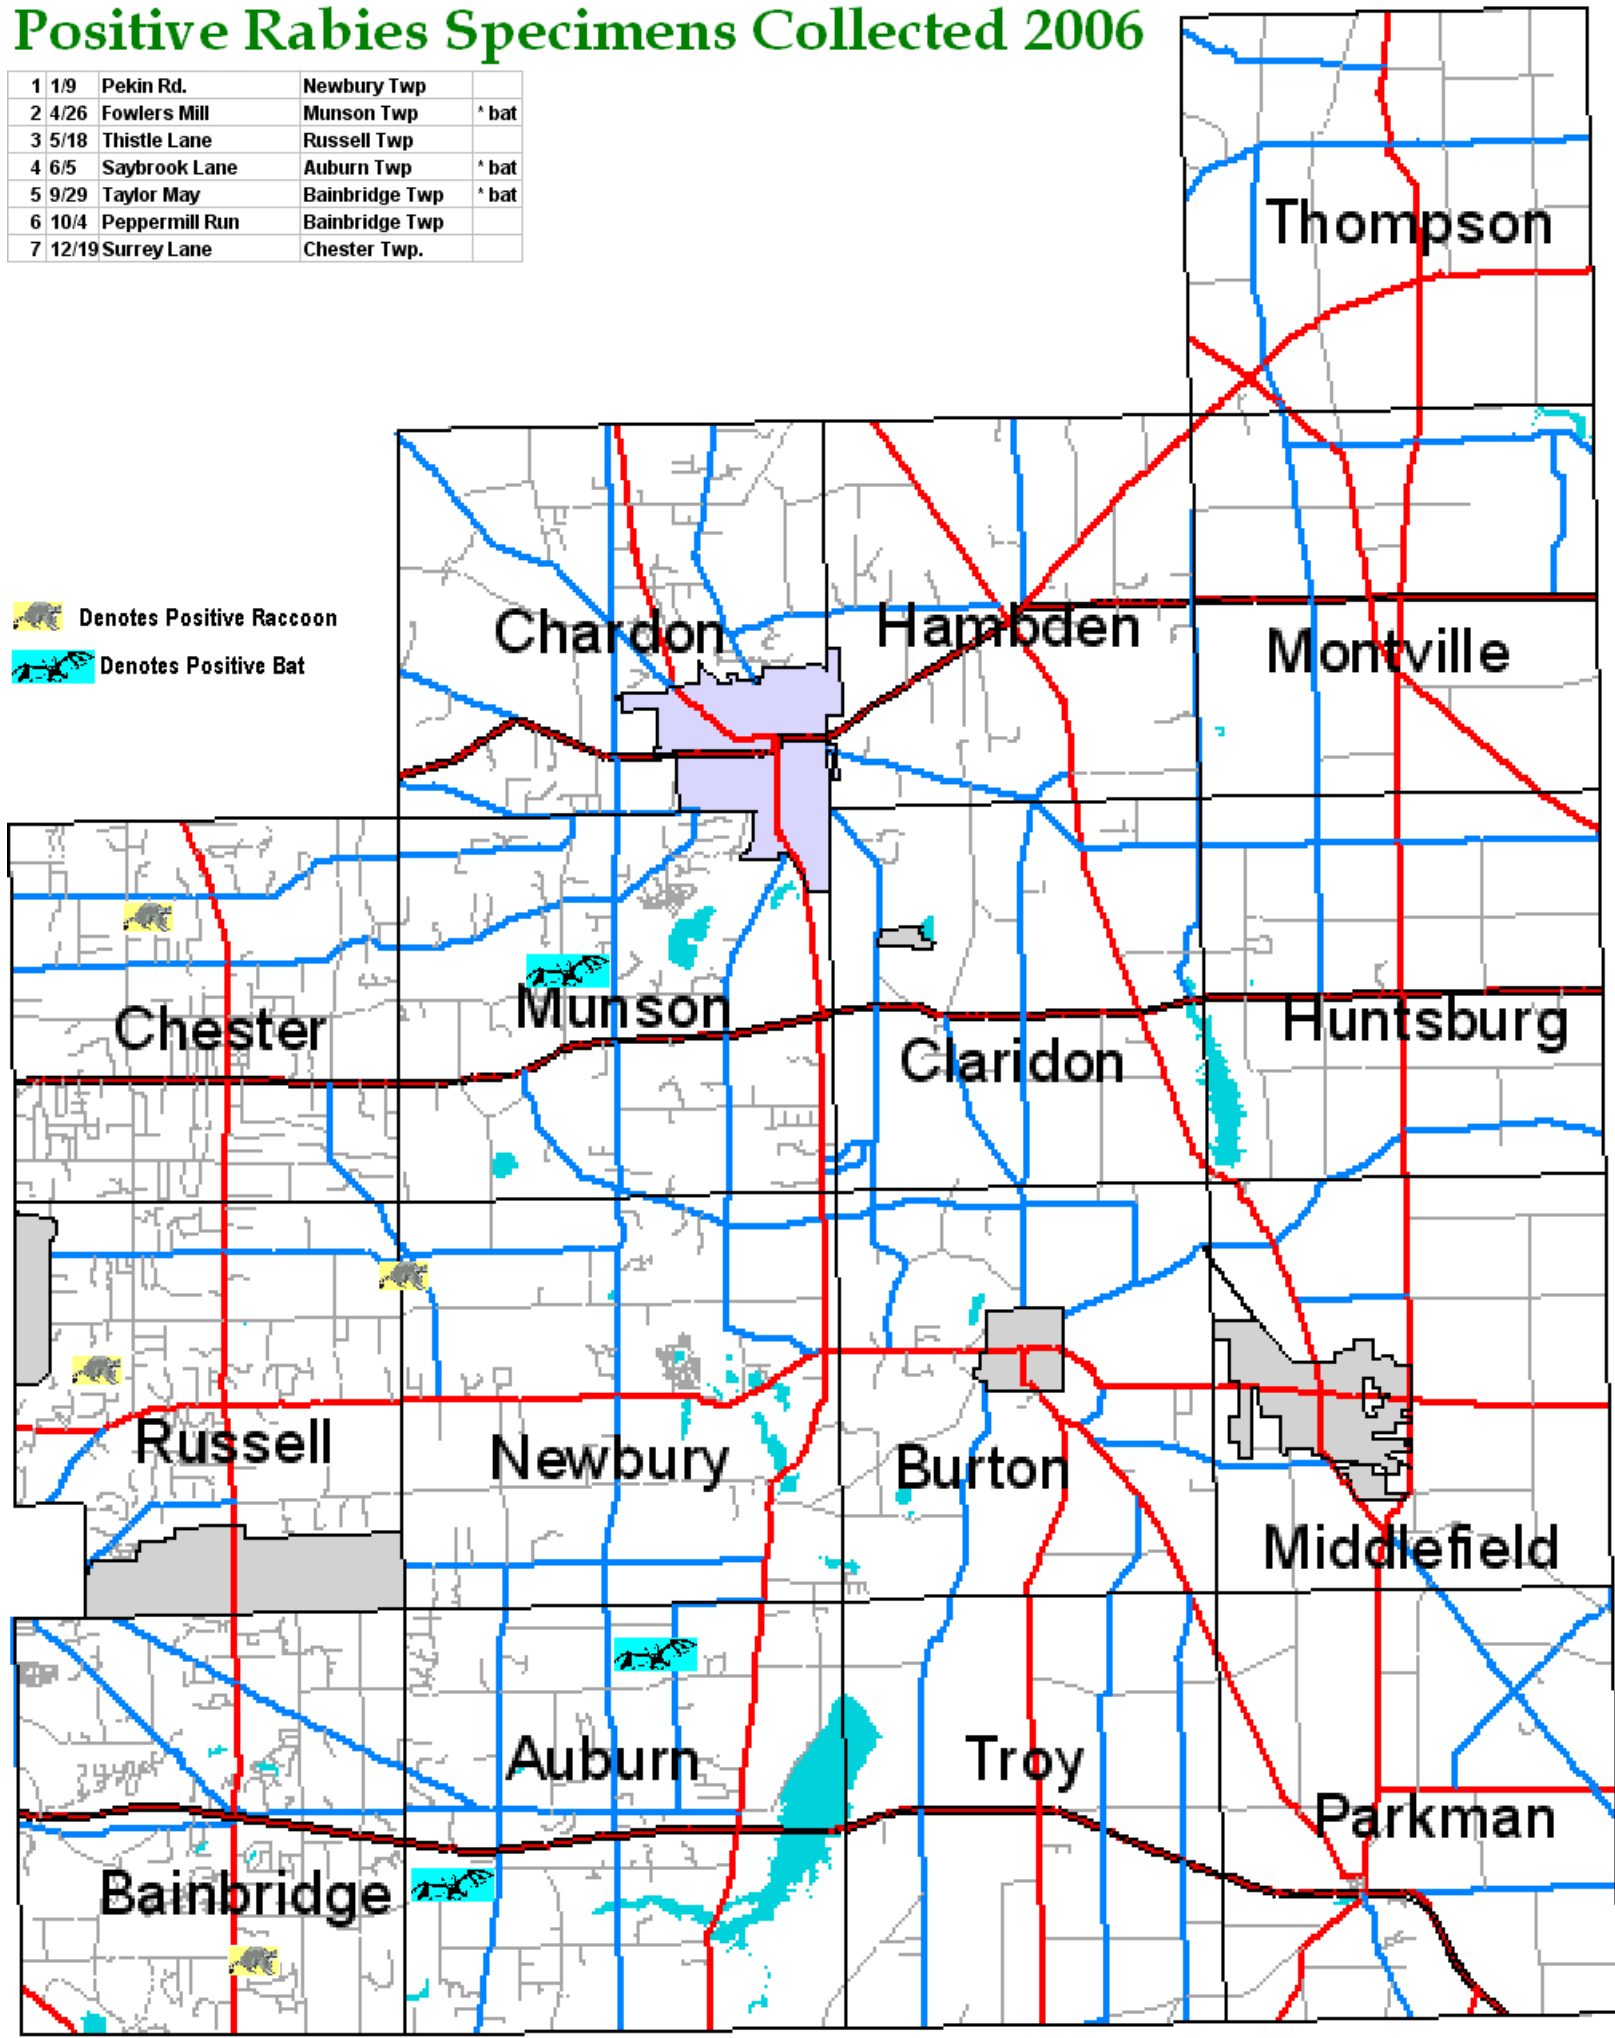 Positive Rabies Specimens Collected 2006
1 1/9 Pekin Rd. Newbury Twp
2 4/26 Fowlers Mill Munson Twp * bat
3 5/18 Thistle Lane Russell Twp
4 6/5 Saybrook Lane Auburn Twp * bat
5 9/29 Taylor May Bainbridge Twp * bat
6 10/4 Peppermill Run Bainbridge Twp
7 12/19 Surrey Lane Chester Twp.
Thompson
Denotes Positive Raccoon
Denotes Positive Bat
Chardon
Hambden
Montville
Chester
Munson
Claridon
Huntsburg
Russell
Newbury
Burton
Middlefield
Auburn
Troy
Parkman
Bainbridge